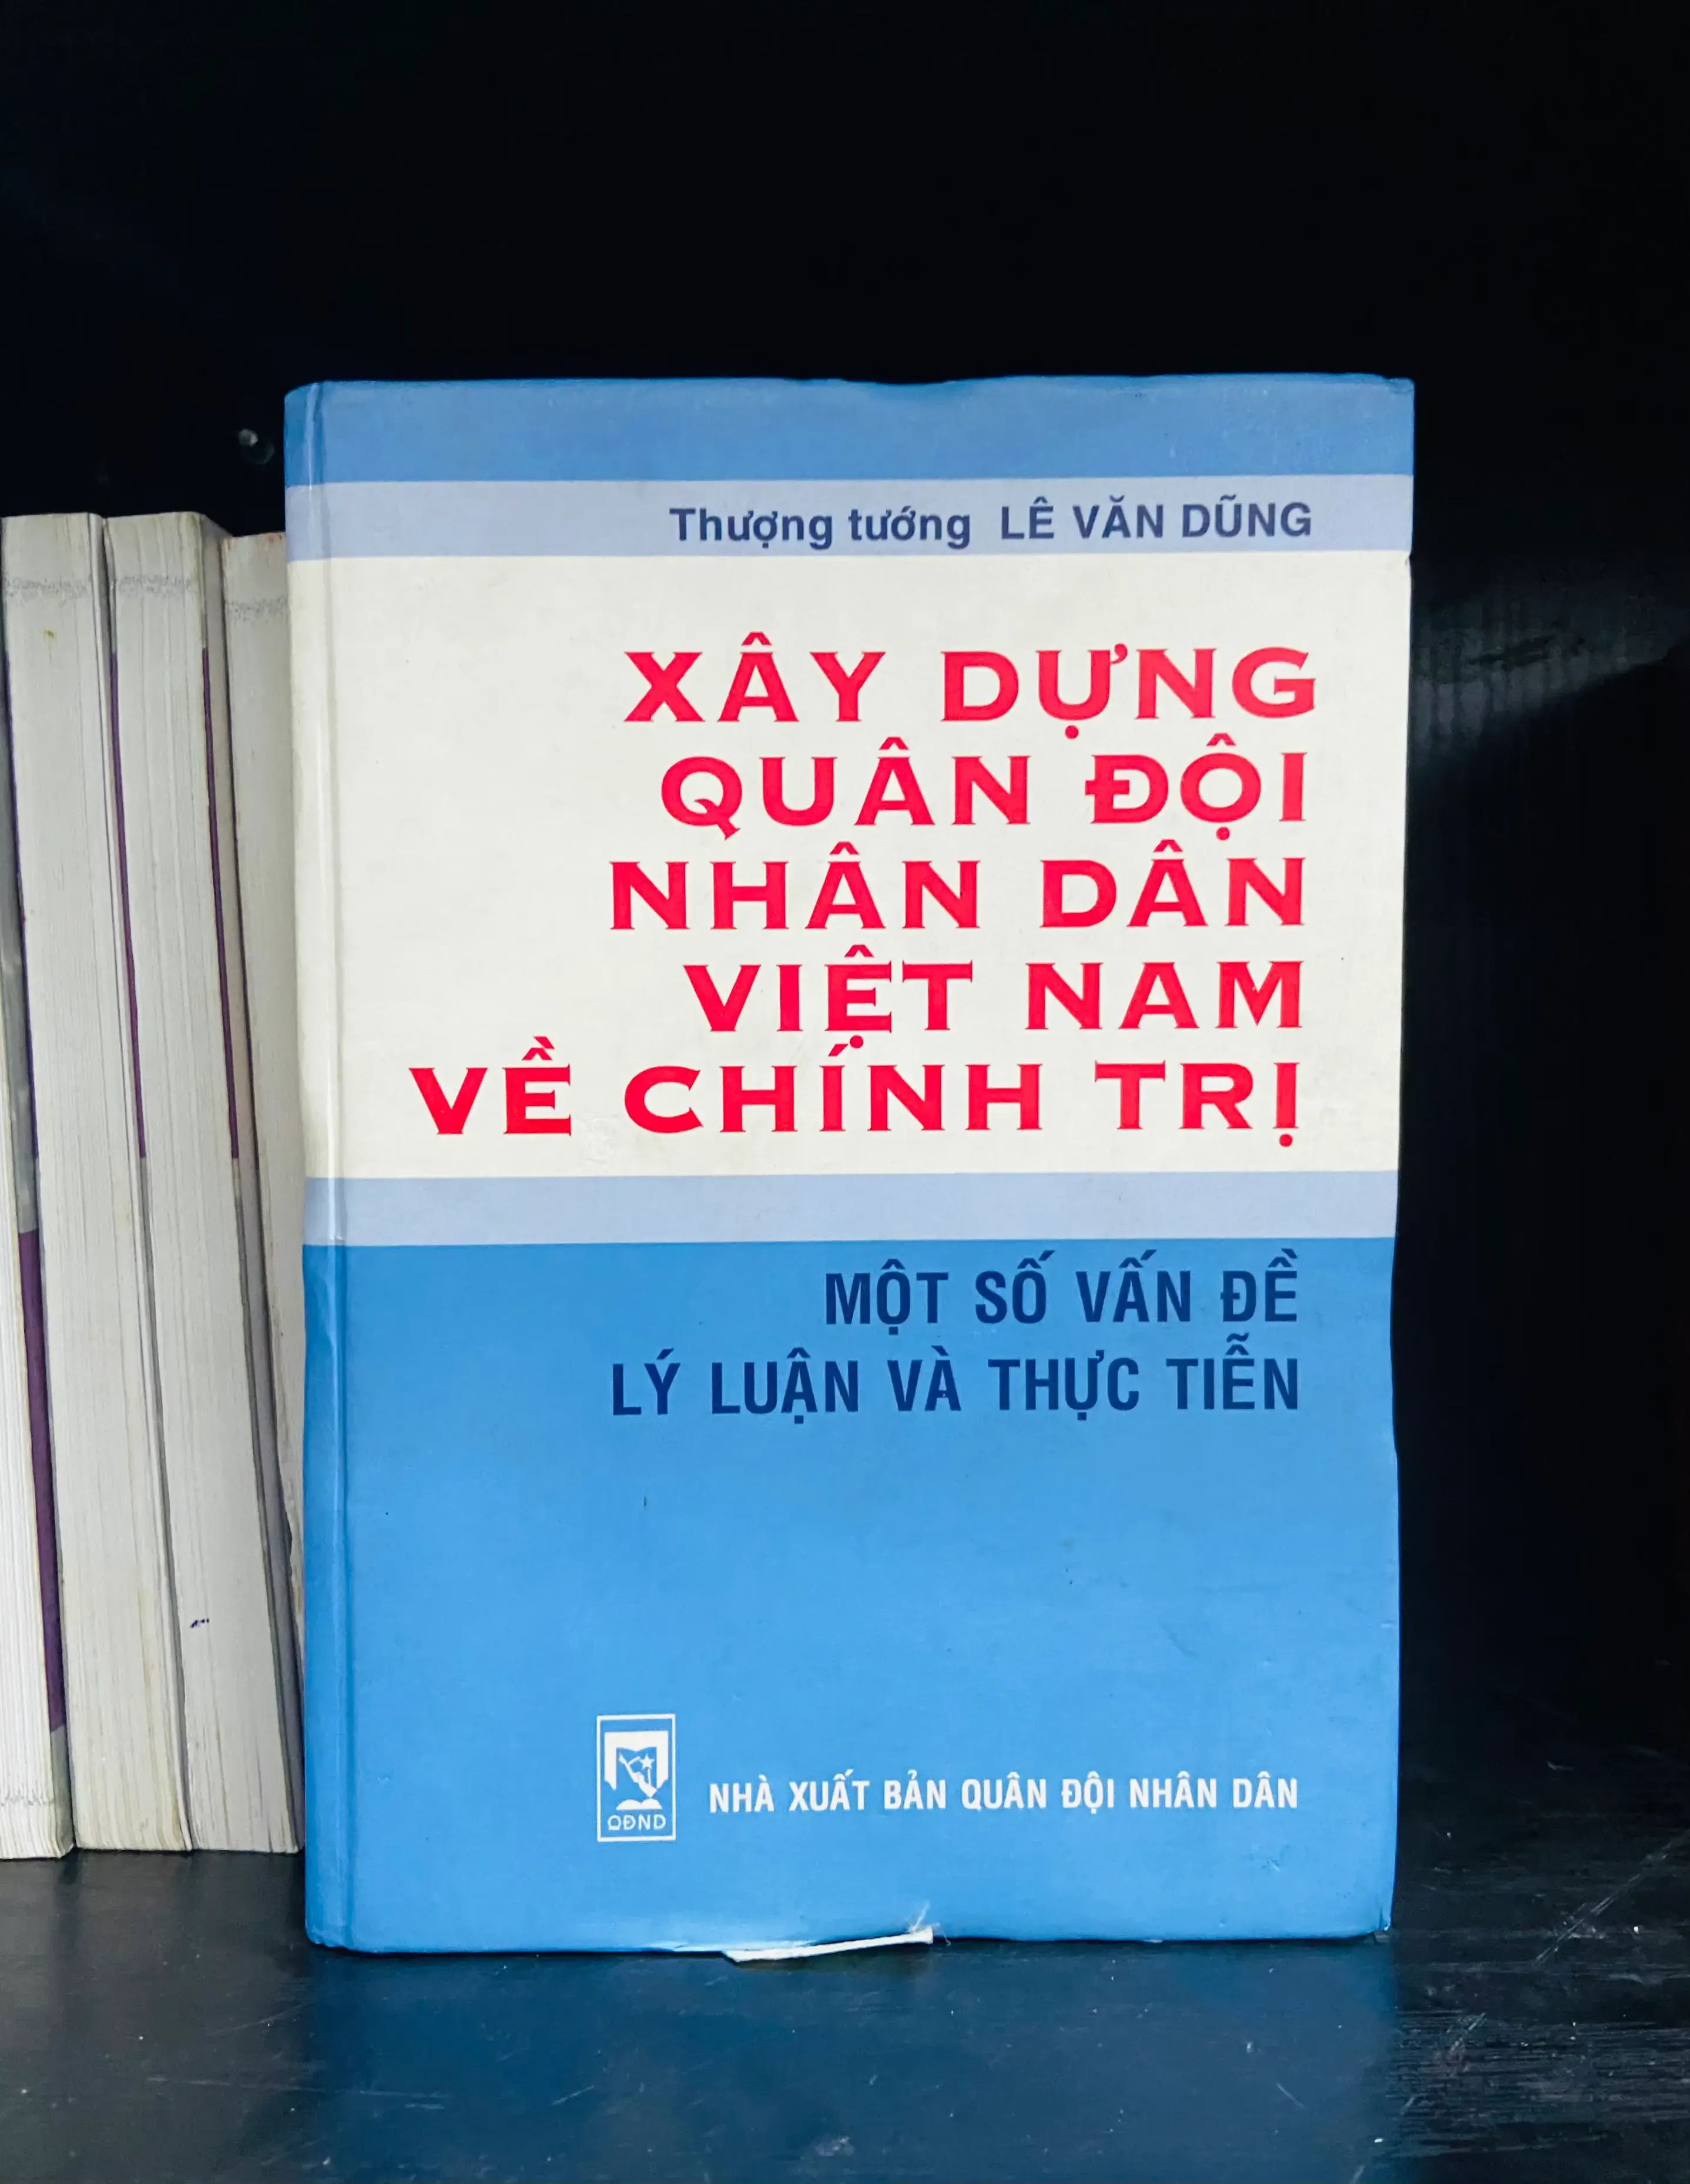 Thượng tướng LÊ VĂN DŨNG
XÂY DỰNG
QUÂN ĐỘI
NHÂN DÂN
VIỆT NAM
VỀ CHÍNH TRỊ
MỘT SỐ VẤN ĐỀ
LÝ LUẬN VÀ THỰC TIỄN
QĐND
NHÀ XUẤT BẢN QUÂN ĐỘI NHÂN DÂN